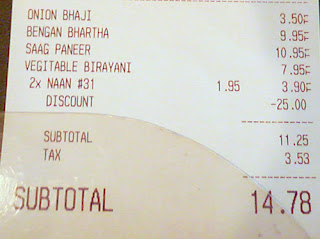 ONION BHAJI 3.50F
BENGAN BHARTHA 9.95F
SAAG PANEER 10.95F
VEGITABLE BIRAYANI 7.95F
2x NAAN #31 1.95 3.90F
DISCOUNT -25.00
SUBTOTAL 11.25
TAX 3.53
SUBTOTAL 14.78